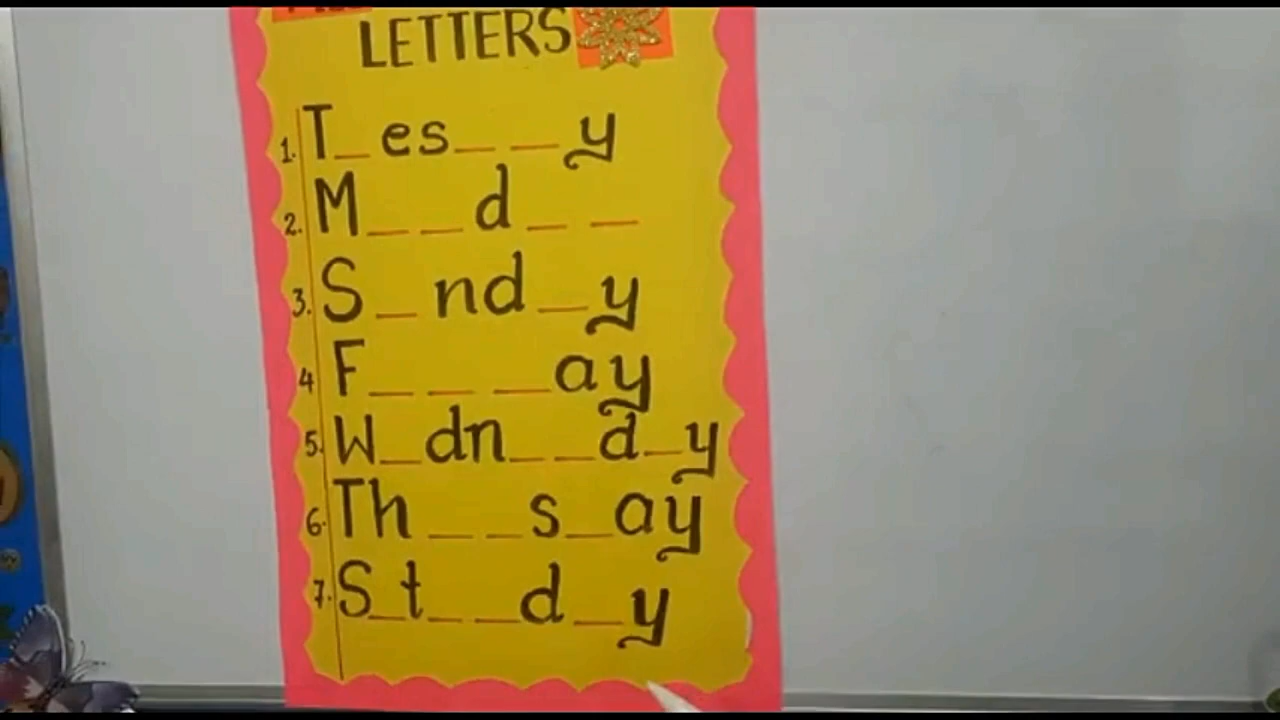 LETTERS
1. T_es_ _y
2. M_ _d_ _
3. S_nd_y
4 F_ _ _ay
5. W_dn_ _d_y
6. Th_ _s_ay
7. S_t_ _d_y